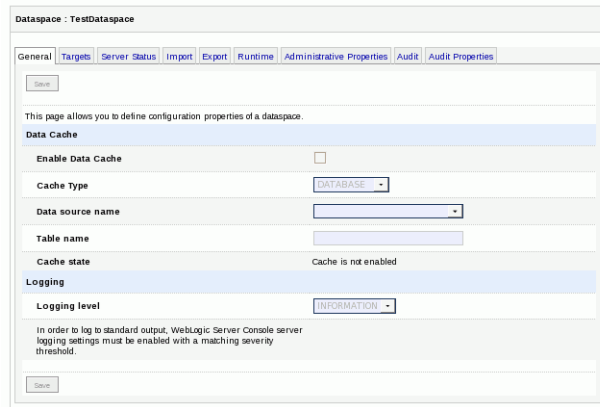 Dataspace : TestDataspace
General Targets Server Status Import Export Runtime Administrative Properties Audit Audit Properties
Save
This page allows you to define configuration properties of a dataspace.
Data Cache
Enable Data Cache
Cache Type DATABASE
Data source name
Table name
Cache state Cache is not enabled
Logging
Logging level INFORMATION
In order to log to standard output, WebLogic Server Console server
logging settings must be enabled with a matching severity
threshold.
Save